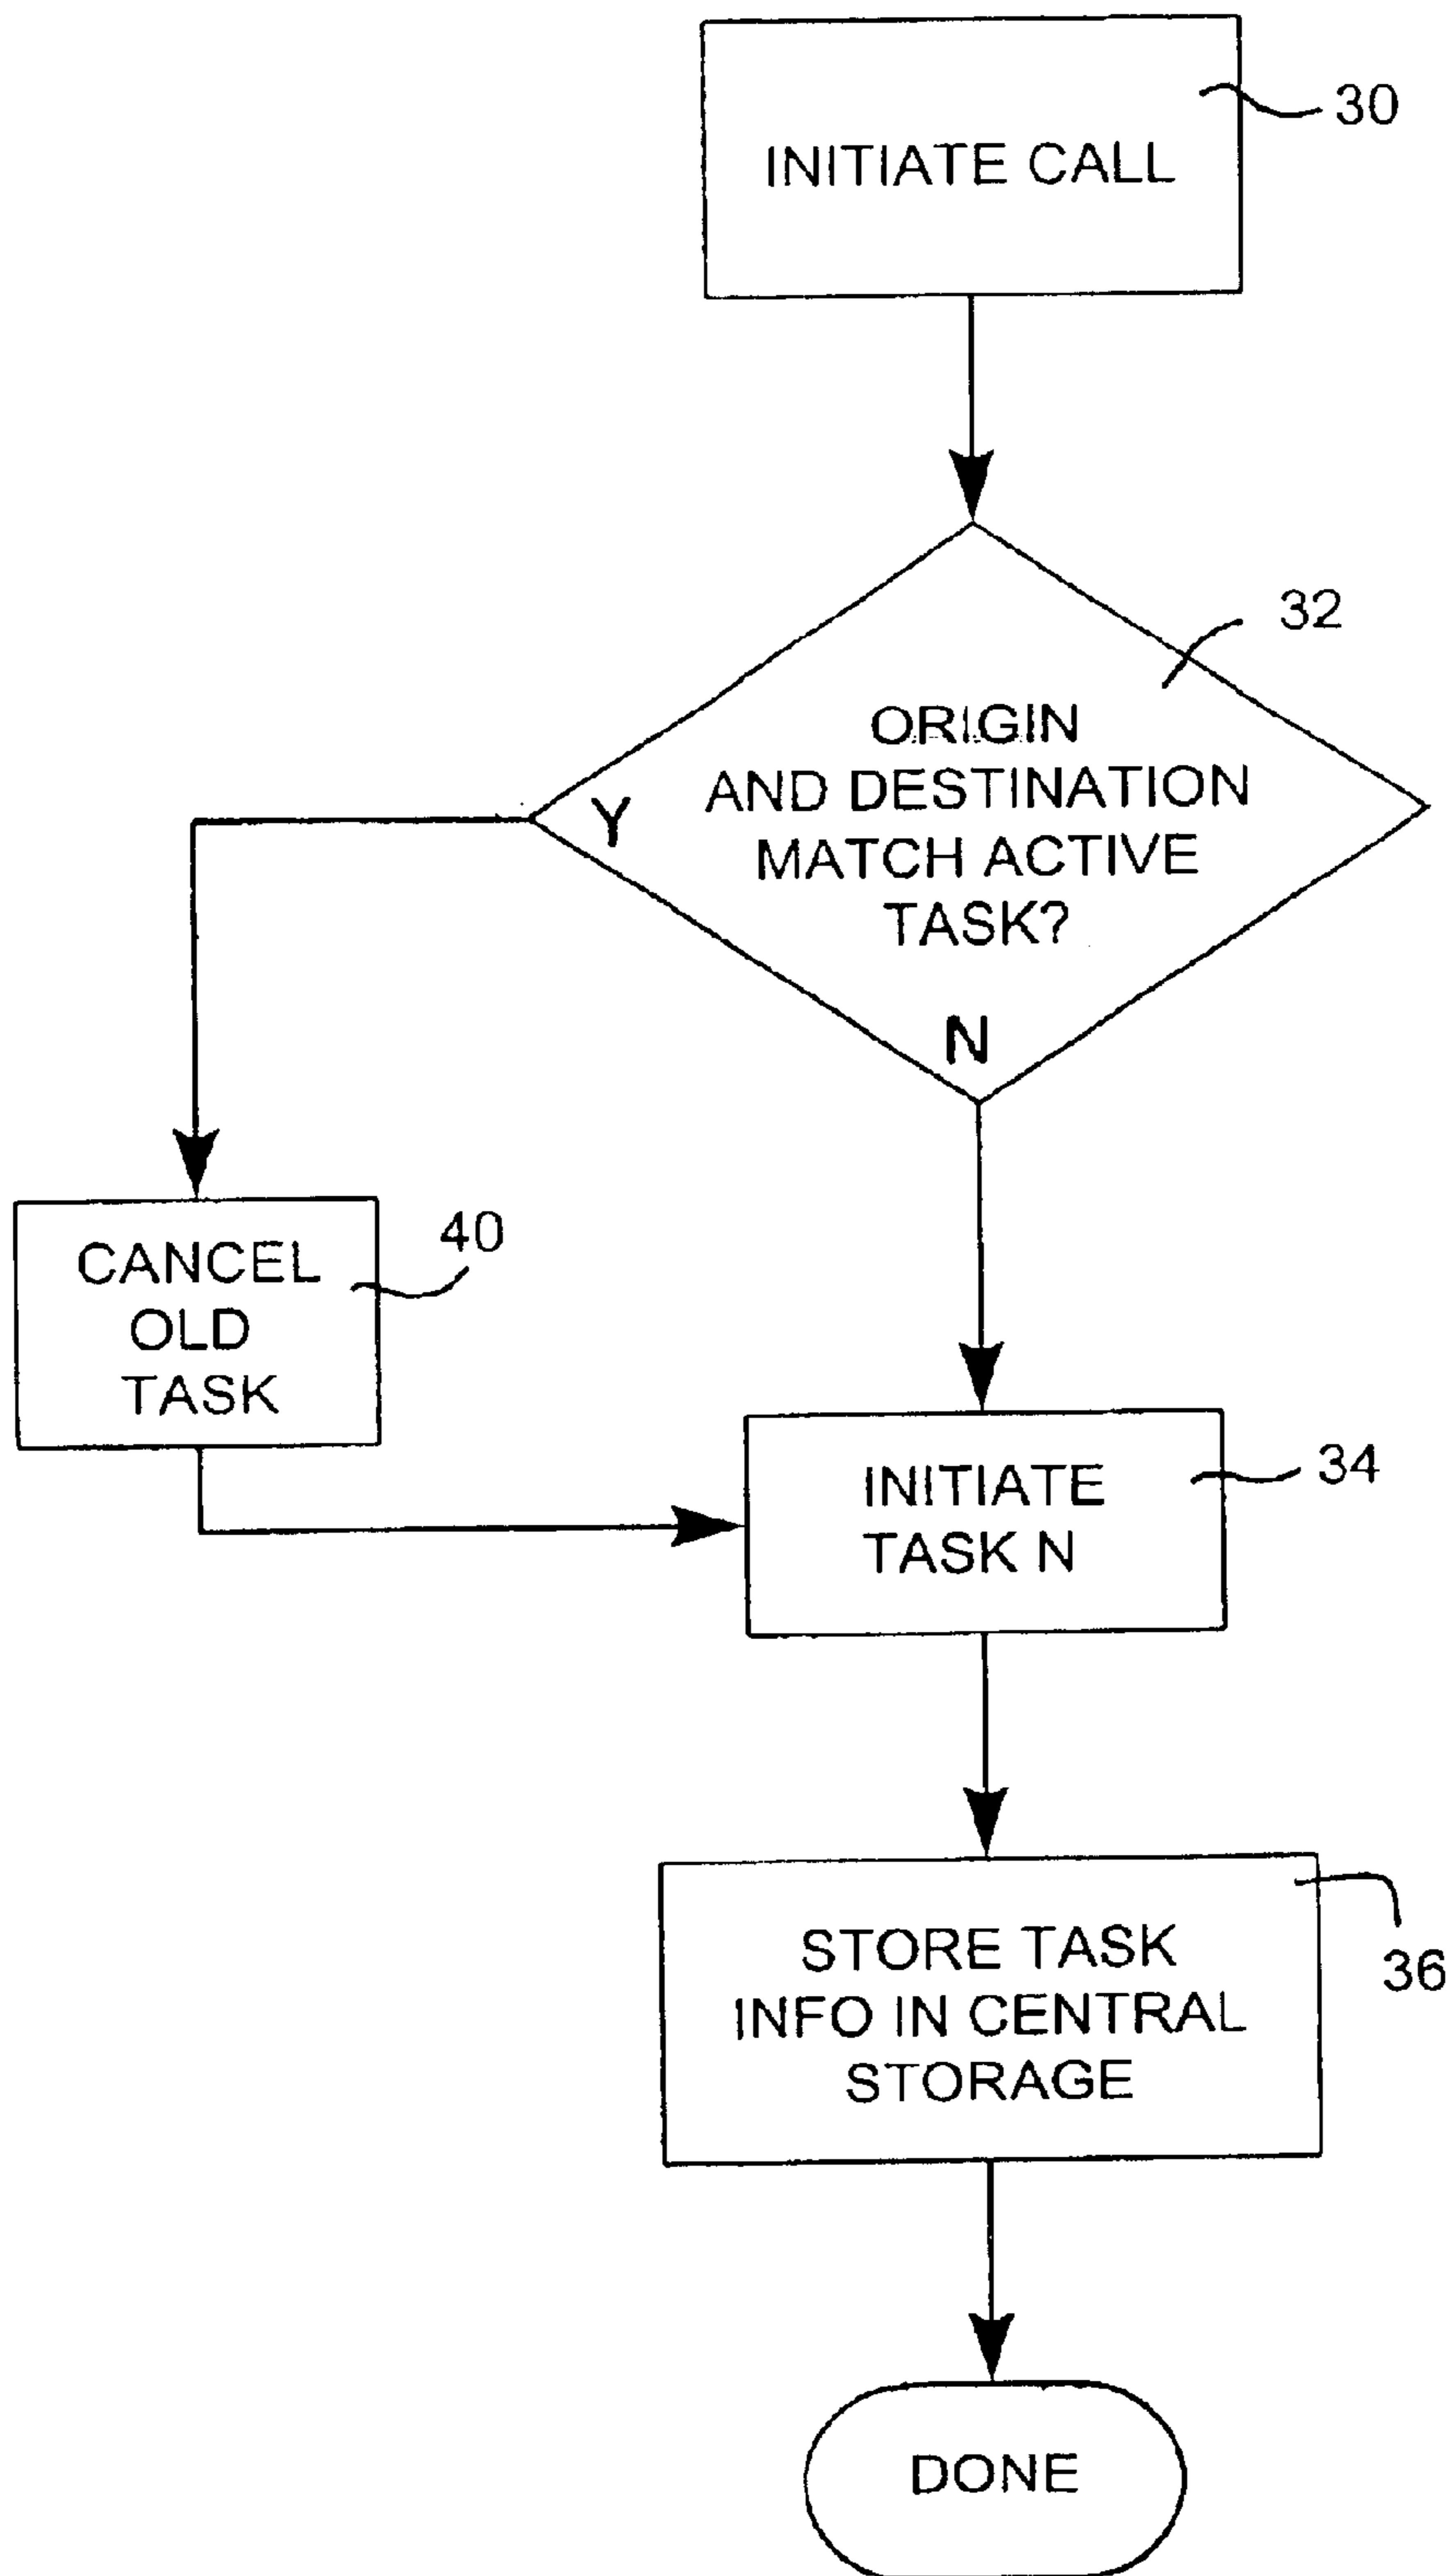 30
INITIATE CALL
32
ORIGIN
AND DESTINATION
MATCH ACTIVE
TASK?
Y
N
40
CANCEL
OLD
TASK
34
INITIATE
TASK N
36
STORE TASK
INFO IN CENTRAL
STORAGE
DONE